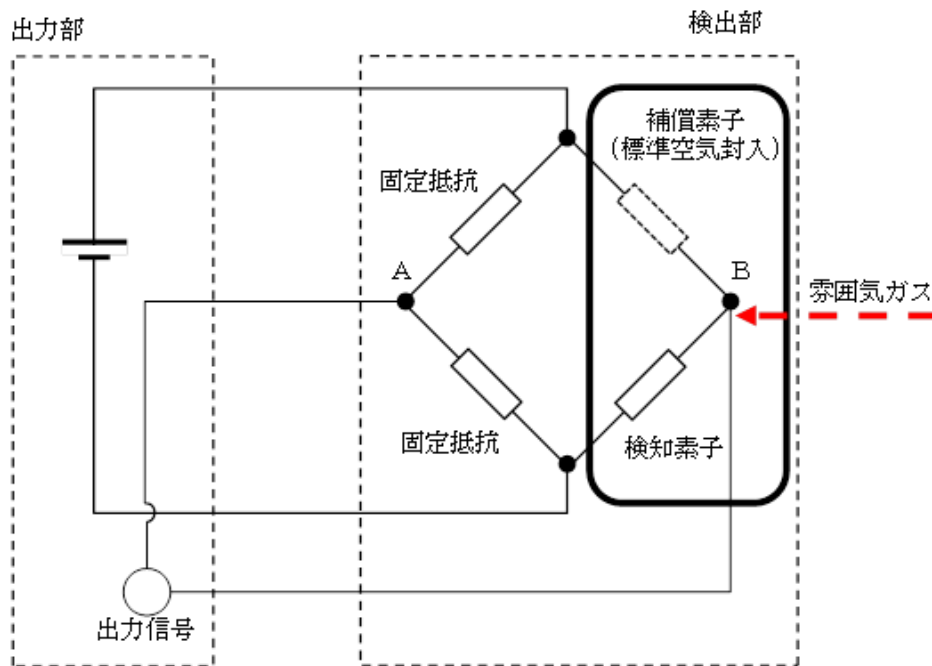 出力部
検出部
補償素子
(標準空気封入)
固定抵抗
A
B
雰囲気ガス
固定抵抗
検知素子
出力信号